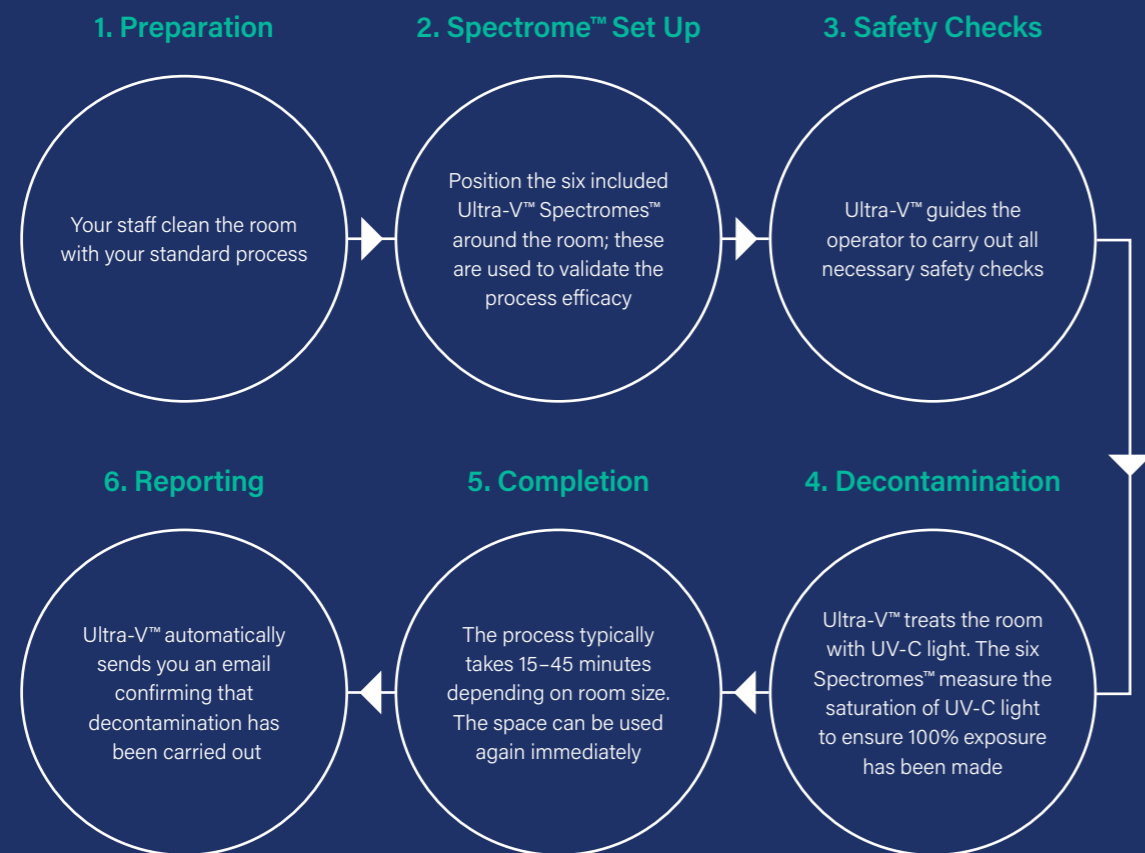 1. Preparation
Your staff clean the room
with your standard process
2. Spectrome™ Set Up
Position the six included
Ultra-V™ Spectromes™
around the room; these
are used to validate the
process efficacy
3. Safety Checks
Ultra-V™ guides the
operator to carry out all
necessary safety checks
4. Decontamination
Ultra-V™ treats the room
with UV-C light. The six
Spectromes™ measure the
saturation of UV-C light
to ensure 100% exposure
has been made
5. Completion
The process typically
takes 15–45 minutes
depending on room size.
The space can be used
again immediately
6. Reporting
Ultra-V™ automatically
sends you an email
confirming that
decontamination has
been carried out